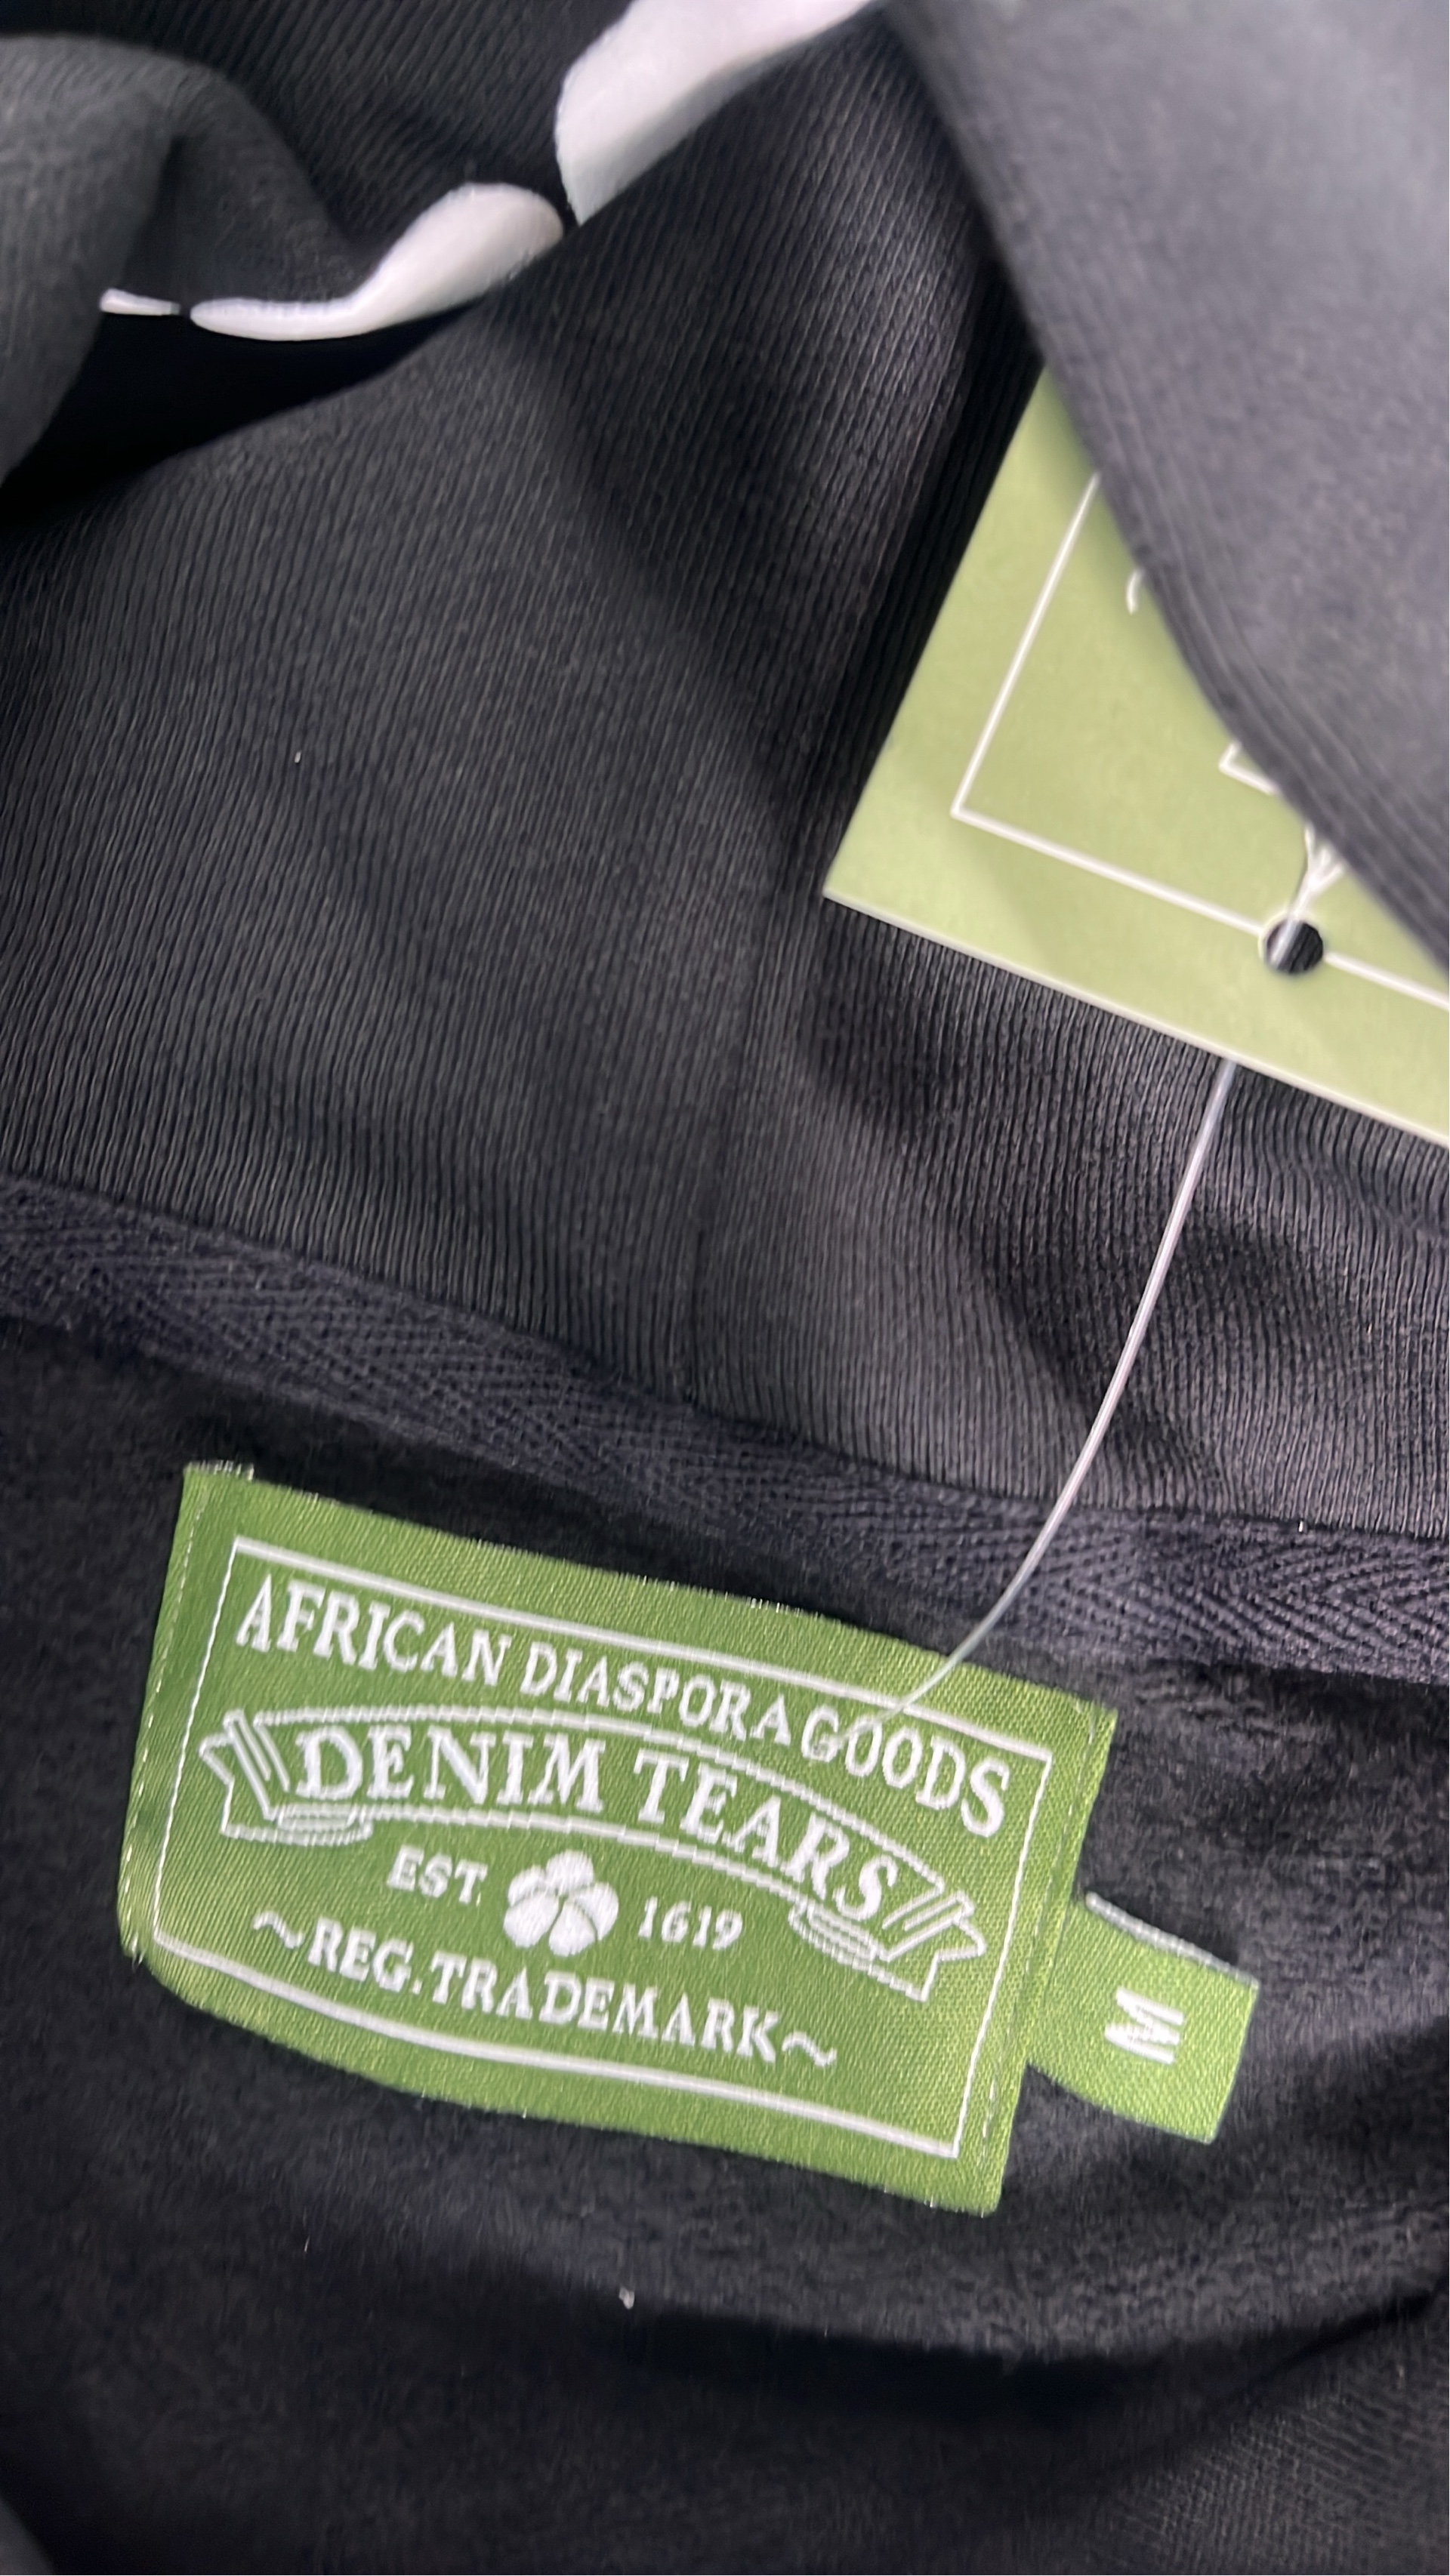 AFRICAN DIASPORA GOODS
DENIM TEARS
EST. 1619
~REG.TRADEMARK~
M